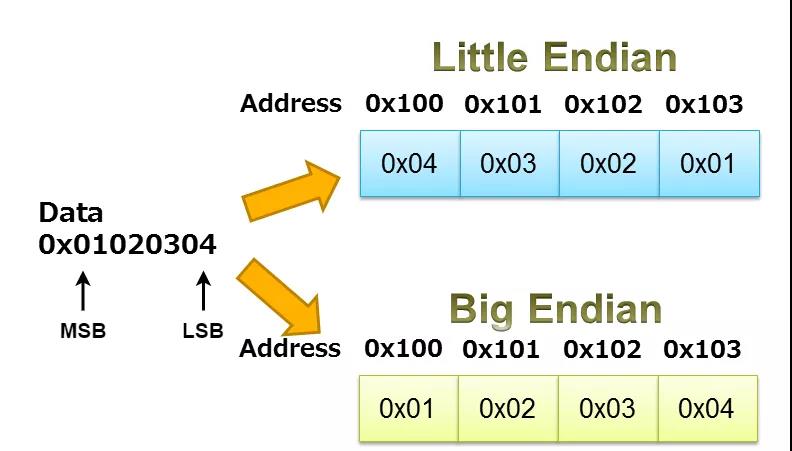 Little Endian
Address 0x100 0x101 0x102 0x103
0x04 0x03 0x02 0x01
Data
0x01020304
MSB LSB
Big Endian
Address 0x100 0x101 0x102 0x103
0x01 0x02 0x03 0x04